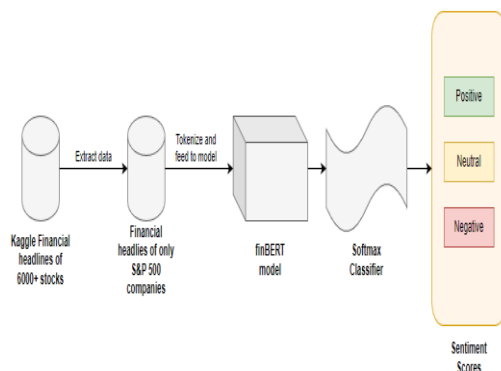 Extract data
Tokenize and
feed to model
Kaggle Financial
headlines of
6000+ stocks
Financial
headlies of only
S&P 500
companies
finBERT
model
Softmax
Classifier
Positive
Neutral
Negative
Sentiment
Scores